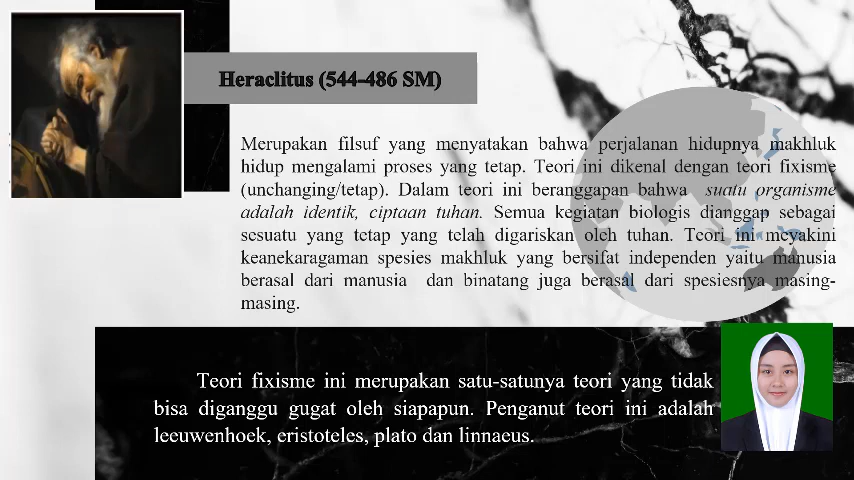 Heraclitus (544-486 SM)
Merupakan filsuf yang menyatakan bahwa perjalanan hidupnya makhluk
hidup mengalami proses yang tetap. Teori ini dikenal dengan teori fixisme
(unchanging/tetap). Dalam teori ini beranggapan bahwa suatu organisme
adalah identik, ciptaan tuhan. Semua kegiatan biologis dianggap sebagai
sesuatu yang tetap yang telah digariskan oleh tuhan. Teori ini meyakini
keanekaragaman spesies makhluk yang bersifat independen yaitu manusia
berasal dari manusia dan binatang juga berasal dari spesiesnya masing-
masing.
Teori fixisme ini merupakan satu-satunya teori yang tidak
bisa diganggu gugat oleh siapapun. Penganut teori ini adalah
leeuwenhoek, eristoteles, plato dan linnaeus.